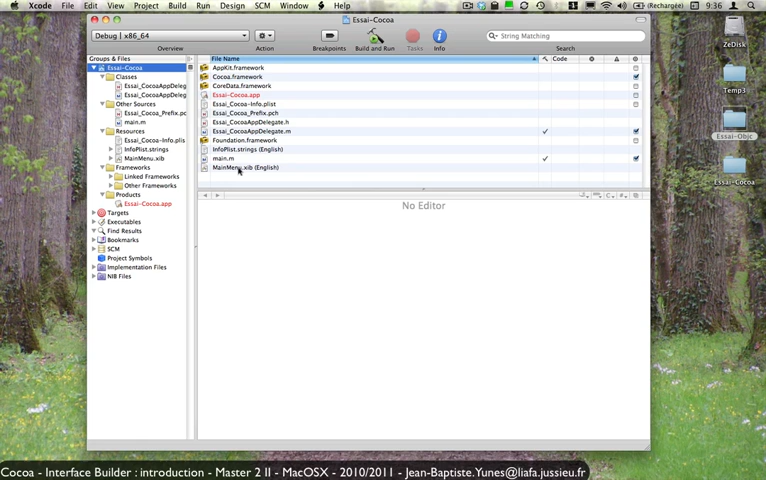 Xcode File Edit View Project Build Run Design SCM Window Help (Rechargée) 9:36
Essai-Cocoa
Debug | x86_64
Overview Action Breakpoints Build and Run Tasks Info Search
String Matching
Groups & Files
Essai-Cocoa
Classes
Essai_CocoaAppDeleg
Essai_CocoaAppDeleg
Other Sources
Essai_Cocoa_Prefix.pc
main.m
Resources
Essai_Cocoa-Info.plis
InfoPlist.strings
MainMenu.xib
Frameworks
Linked Frameworks
Other Frameworks
Products
Essai-Cocoa.app
Targets
Executables
Find Results
Bookmarks
SCM
Project Symbols
Implementation Files
NIB Files
File Name Code
AppKit.framework
Cocoa.framework
CoreData.framework
Essai-Cocoa.app
Essai_Cocoa-Info.plist
Essai_Cocoa_Prefix.pch
Essai_CocoaAppDelegate.h
Essai_CocoaAppDelegate.m
Foundation.framework
InfoPlist.strings (English)
main.m
MainMenu.xib (English)
No Editor
ZeDisk
Temp3
Essai-Objc
Essai-Cocoa
Cocoa - Interface Builder : introduction - Master 2 II - MacOSX - 2010/2011 - Jean-Baptiste.Yunes@liafa.jussieu.fr